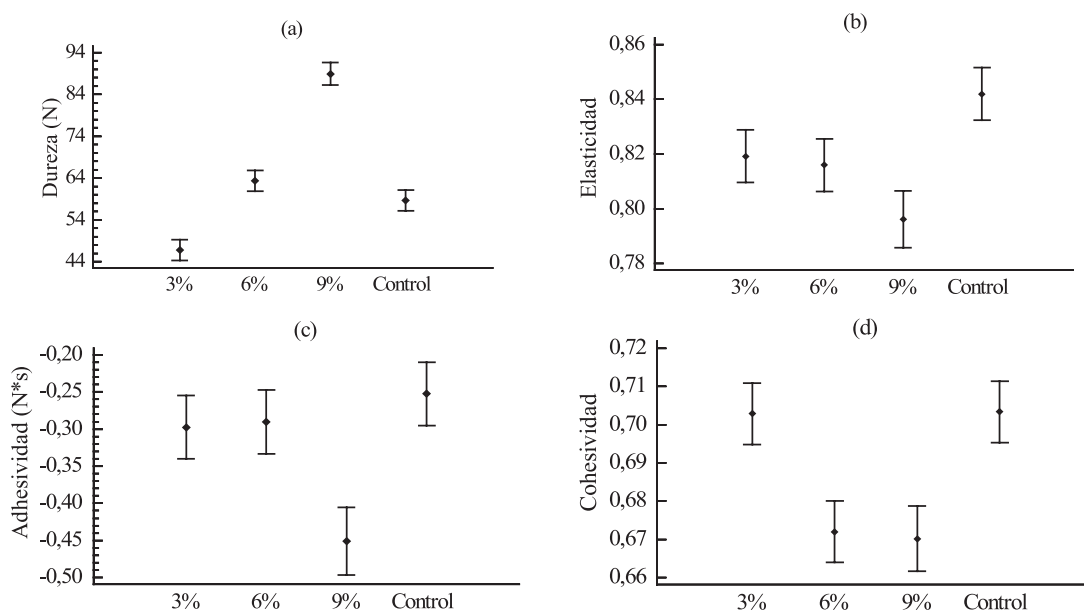 (a)
Dureza (N)
94
84
74
64
54
44
3% 6% 9% Control
(b)
Elasticidad
0,86
0,84
0,82
0,80
0,78
3% 6% 9% Control
(c)
Adhesividad (N*s)
-0,20
-0,25
-0,30
-0,35
-0,40
-0,45
-0,50
3% 6% 9% Control
(d)
Cohesividad
0,72
0,71
0,70
0,69
0,68
0,67
0,66
3% 6% 9% Control